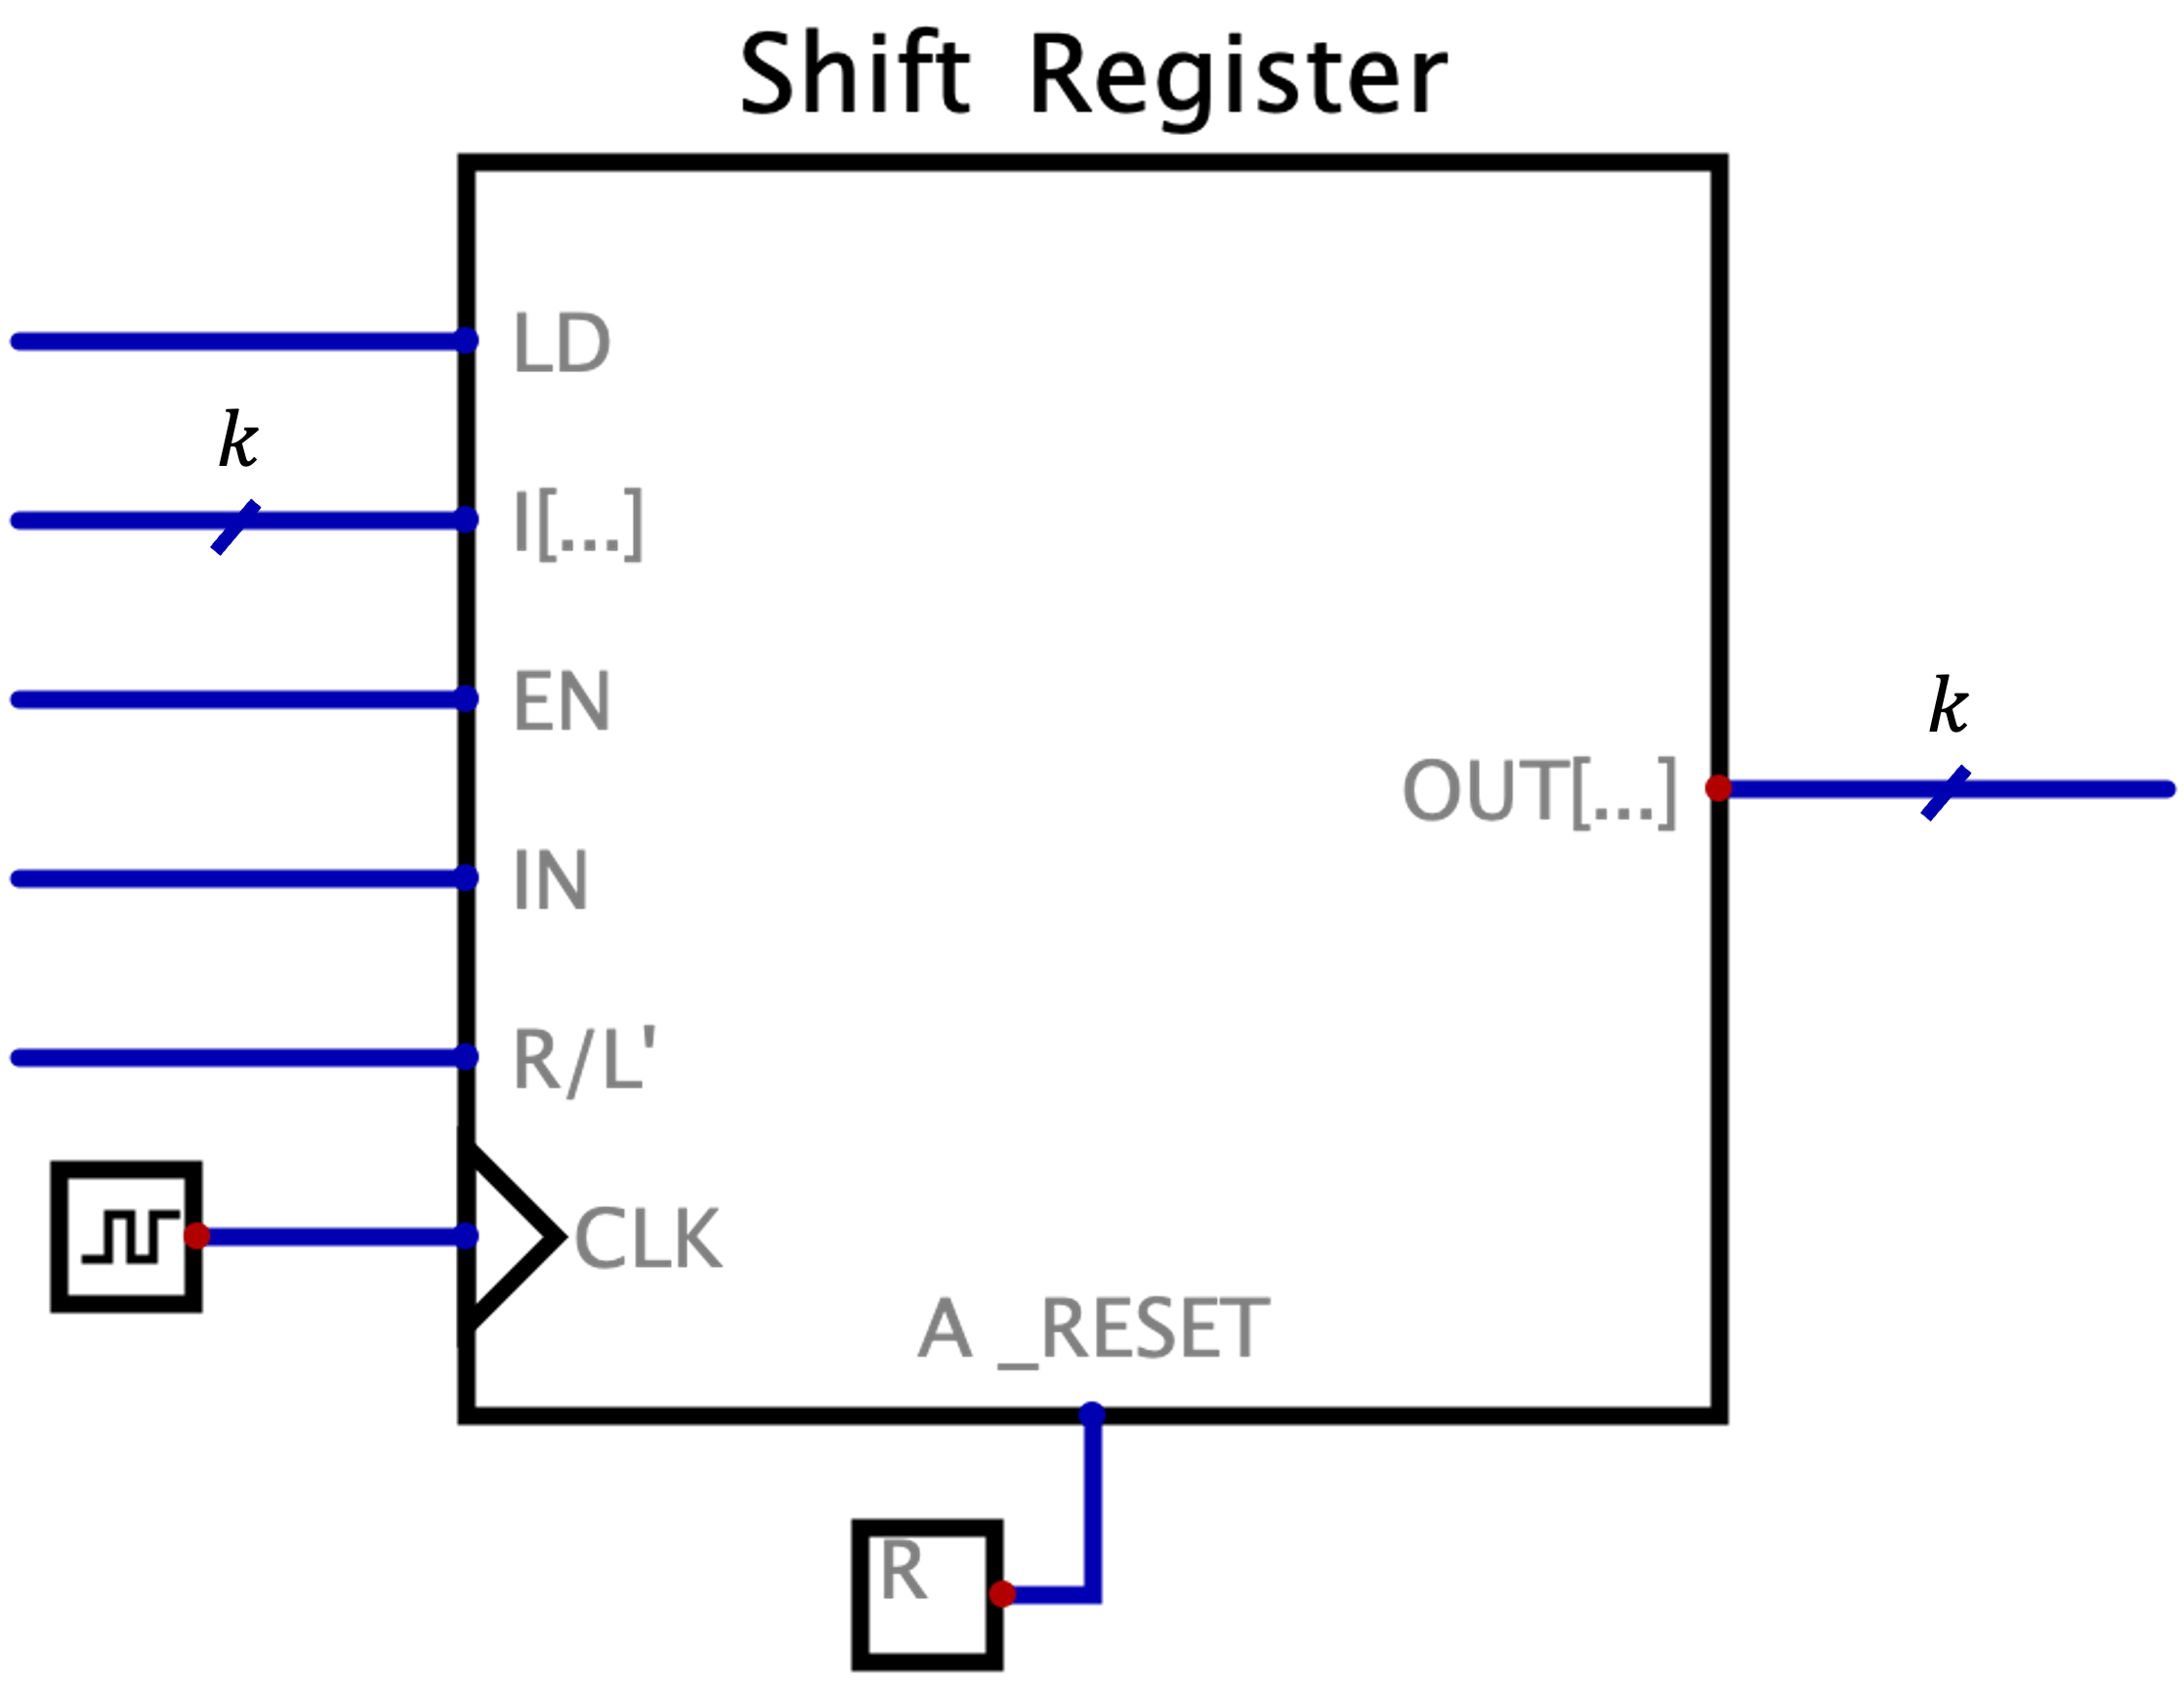 Shift Register
LD
k
I[...]
EN
k
OUT[...]
IN
R/L'
CLK
A _RESET
R